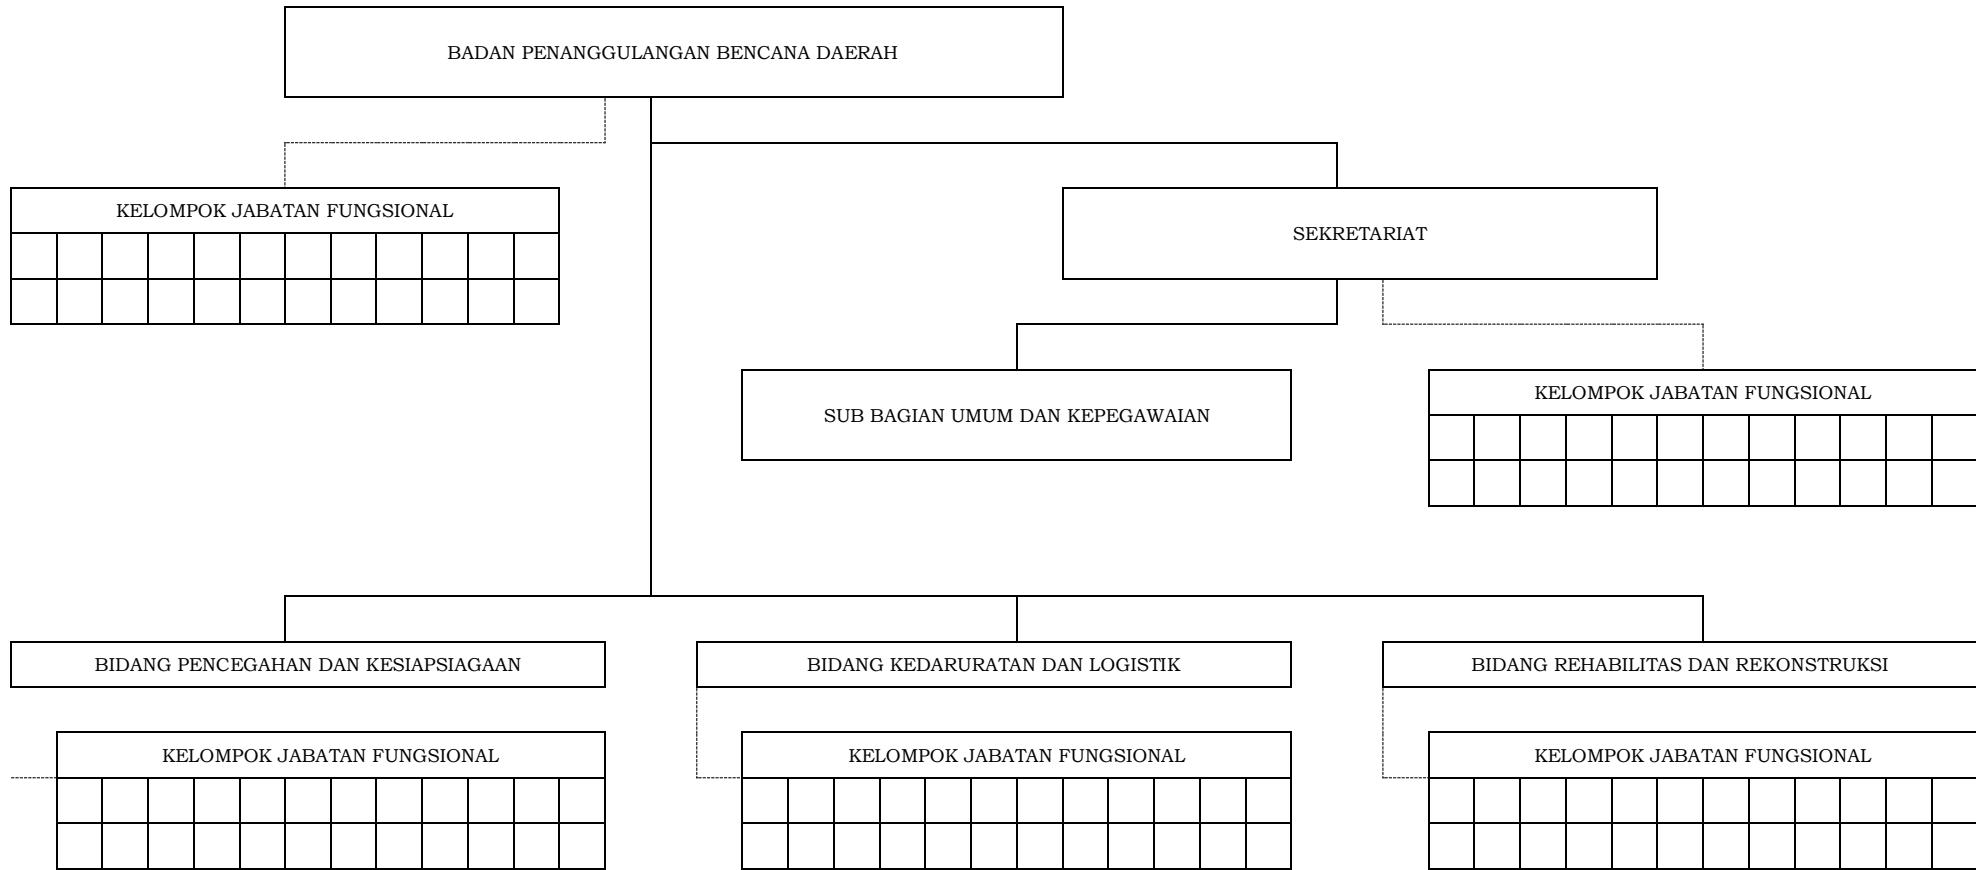 BADAN PENANGGULANGAN BENCANA DAERAH
KELOMPOK JABATAN FUNGSIONAL
SEKRETARIAT
SUB BAGIAN UMUM DAN KEPEGAWAIAN
KELOMPOK JABATAN FUNGSIONAL
BIDANG PENCEGAHAN DAN KESIAPSIAGAAN
BIDANG KEDARURATAN DAN LOGISTIK
BIDANG REHABILITAS DAN REKONSTRUKSI
KELOMPOK JABATAN FUNGSIONAL
KELOMPOK JABATAN FUNGSIONAL
KELOMPOK JABATAN FUNGSIONAL